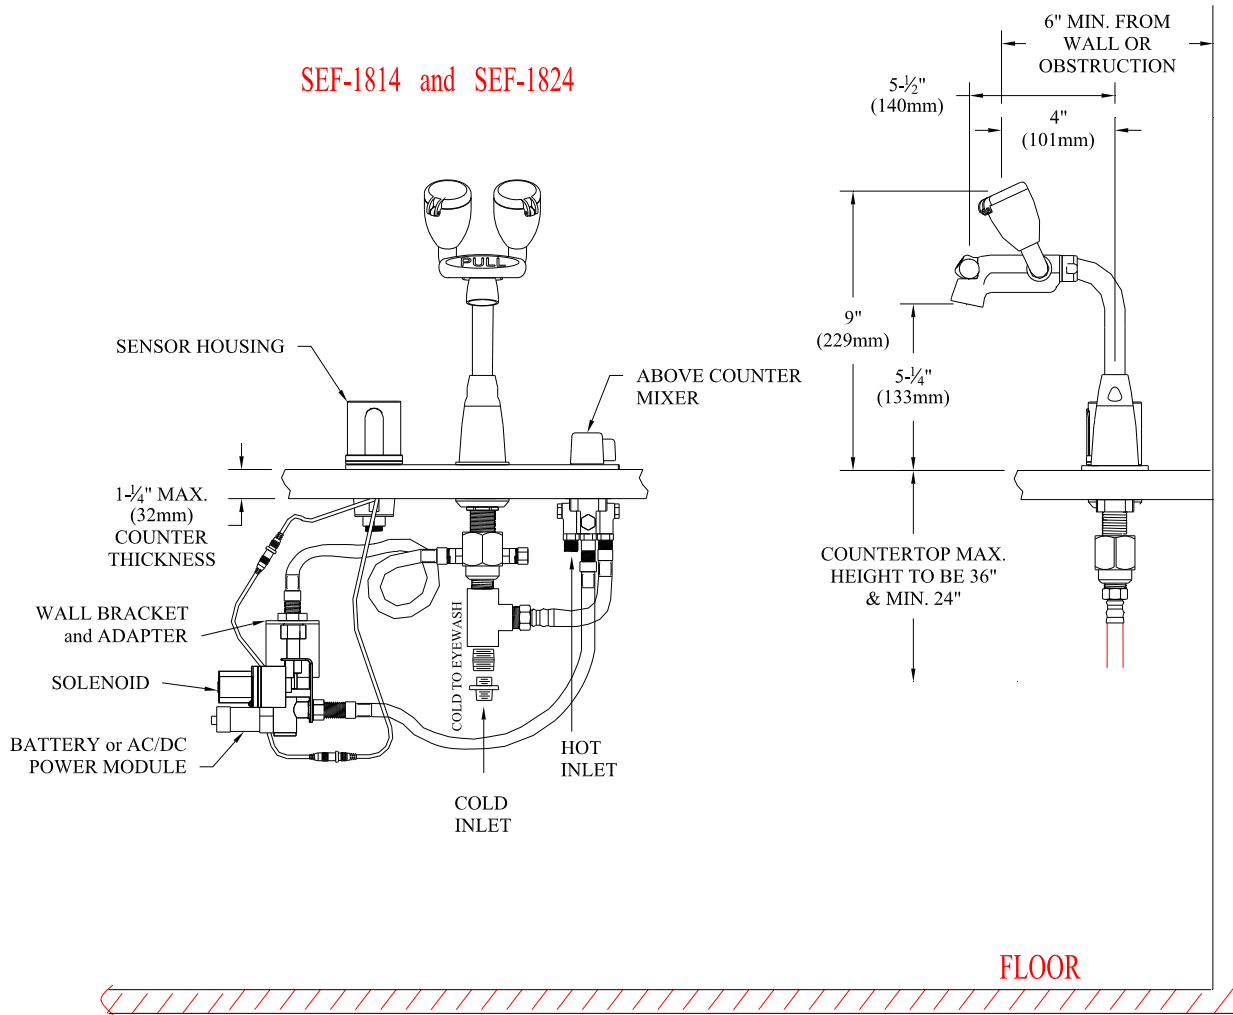 SEF-1814 and SEF-1824
6" MIN. FROM
WALL OR
OBSTRUCTION
5-½"
(140mm)
4"
(101mm)
PULL
9"
(229mm)
5-¼"
(133mm)
SENSOR HOUSING
ABOVE COUNTER
MIXER
1-¼" MAX.
(32mm)
COUNTER
THICKNESS
COUNTERTOP MAX.
HEIGHT TO BE 36"
& MIN. 24"
WALL BRACKET
and ADAPTER
SOLENOID
BATTERY or AC/DC
POWER MODULE
COLD TO EYEWASH
HOT
INLET
COLD
INLET
FLOOR